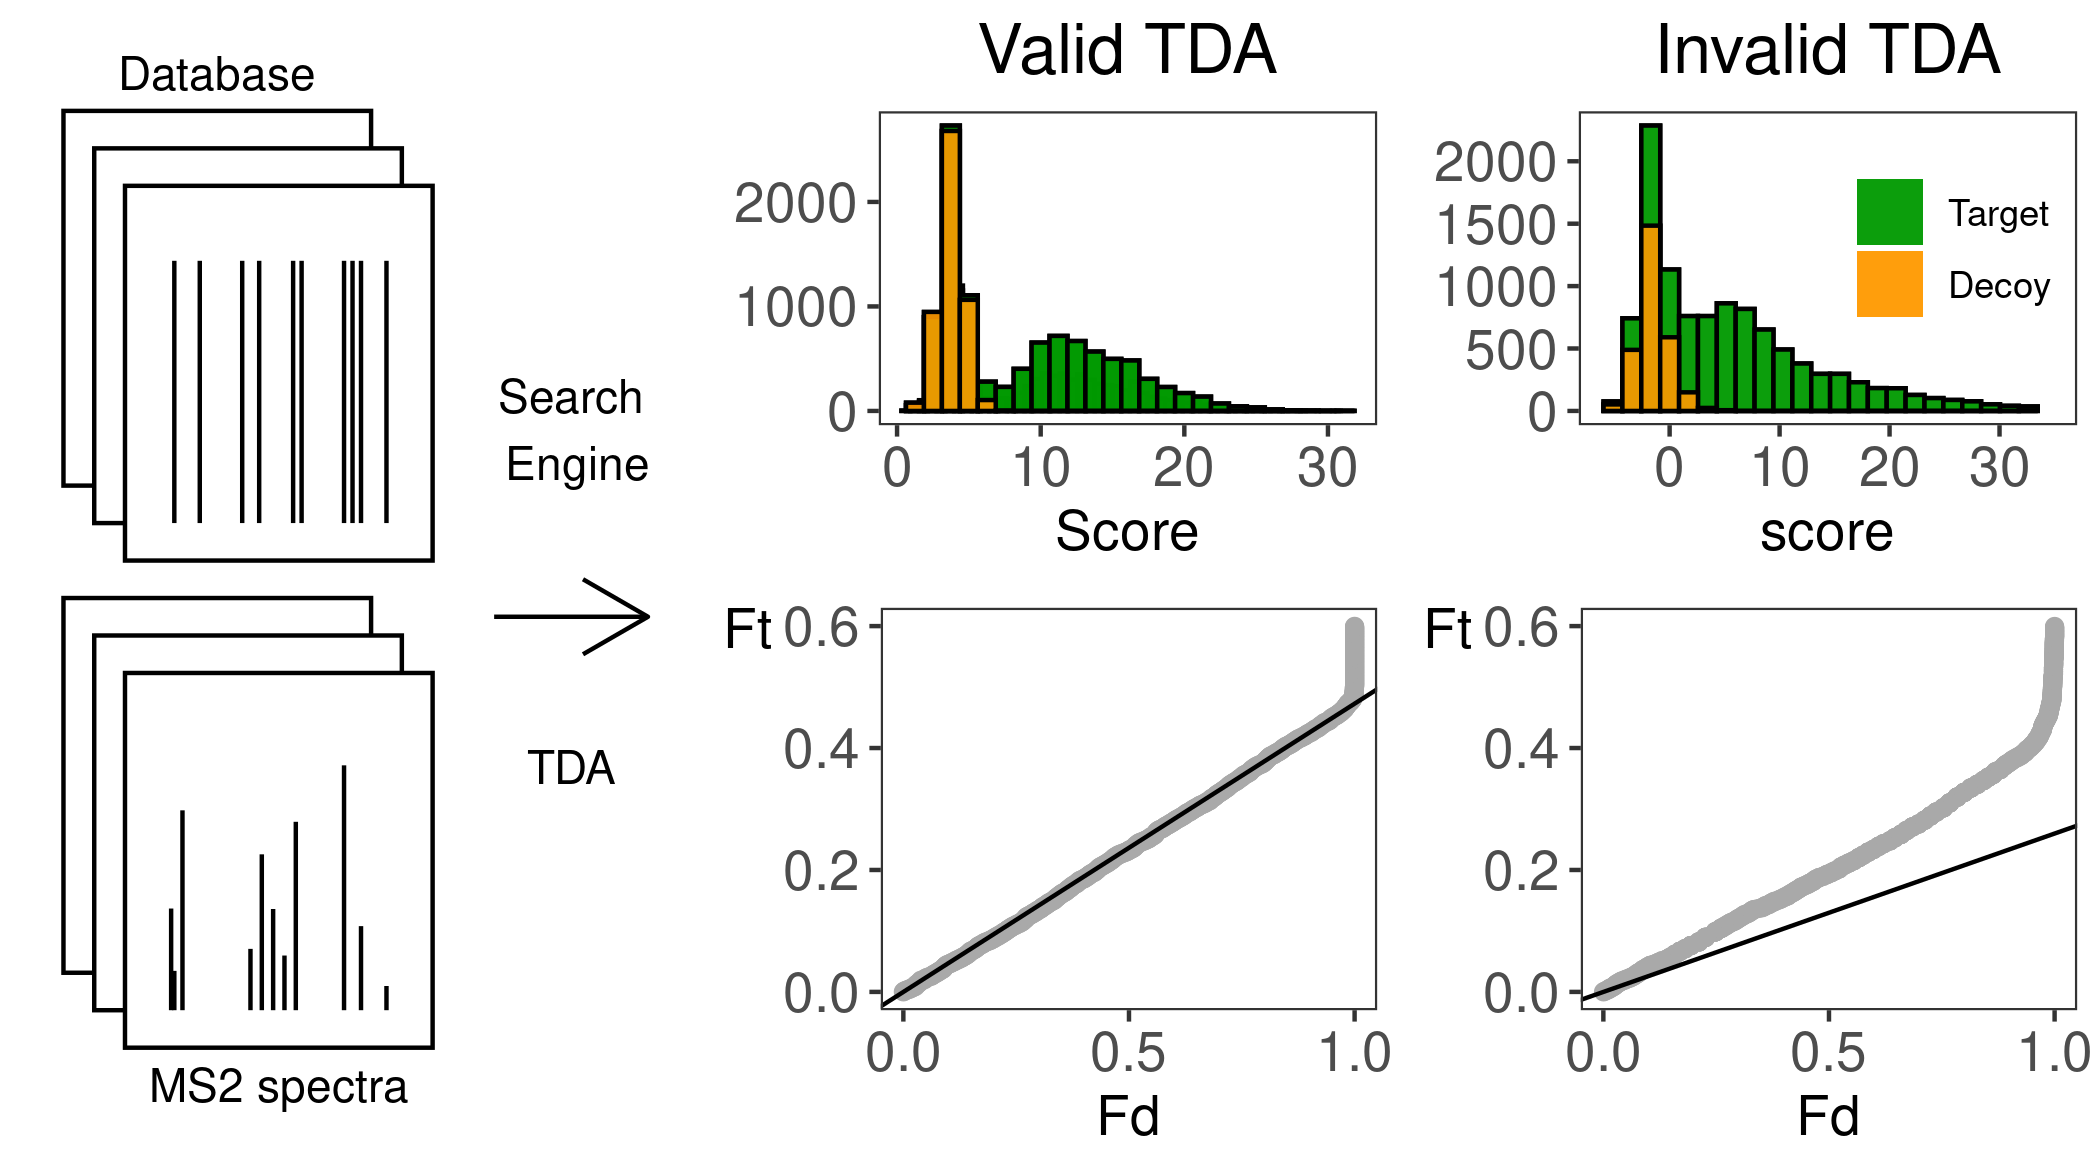 Database
Search
Engine
TDA
MS2 spectra
Valid TDA
2000
1000
0
0 10 20 30
Score
Invalid TDA
2000
1500
1000
500
0
0 10 20 30
score
Target
Decoy
Ft
0.6
0.4
0.2
0.0
0.0 0.5 1.0
Fd
Ft
0.6
0.4
0.2
0.0
0.0 0.5 1.0
Fd